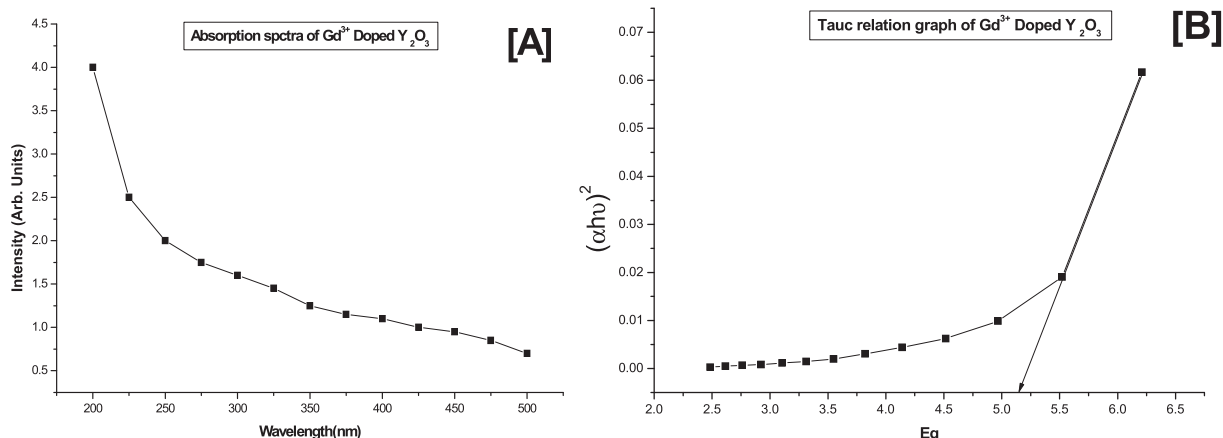 Absorption spctra of Gd³⁺ Doped Y₂O₃
[A]
4.5
4.0
3.5
3.0
2.5
2.0
1.5
1.0
0.5
Intensity (Arb. Units)
200 250 300 350 400 450 500
Wavelength(nm)
Tauc relation graph of Gd³⁺ Doped Y₂O₃
[B]
0.07
0.06
0.05
0.04
0.03
0.02
0.01
0.00
(αhυ)²
2.0 2.5 3.0 3.5 4.0 4.5 5.0 5.5 6.0 6.5
Eg